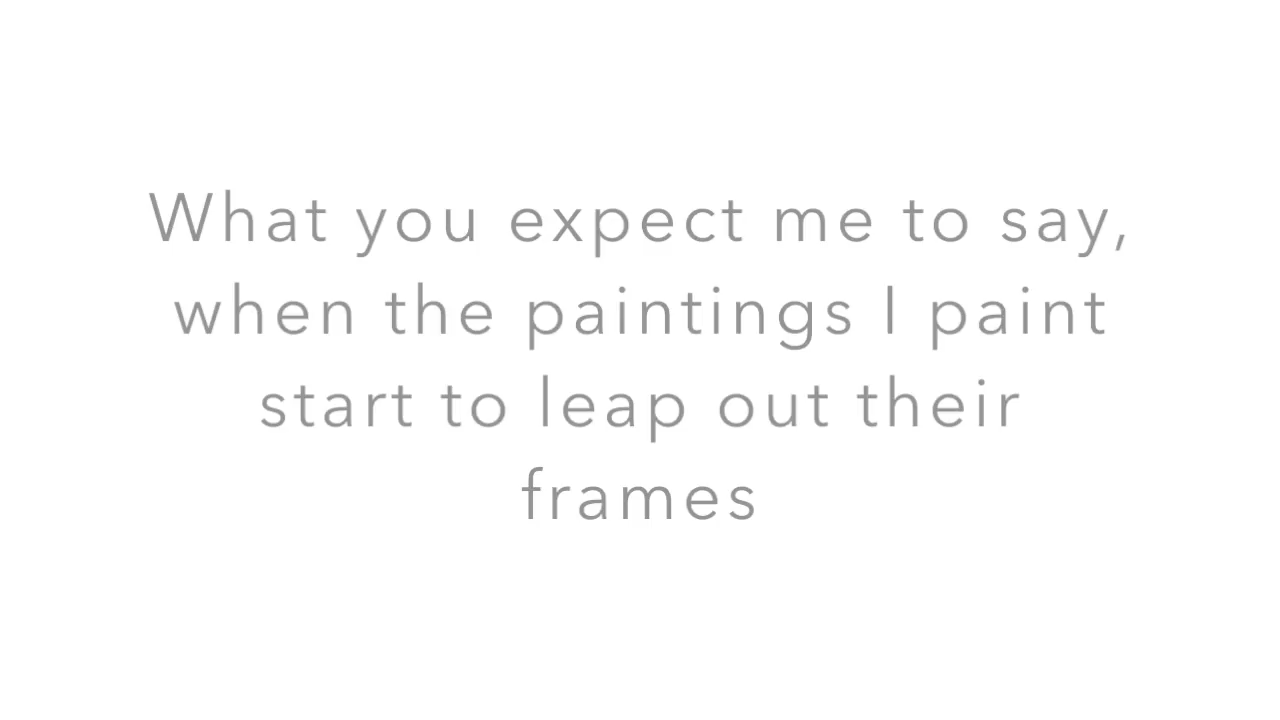 What you expect me to say,
when the paintings I paint
start to leap out their
frames